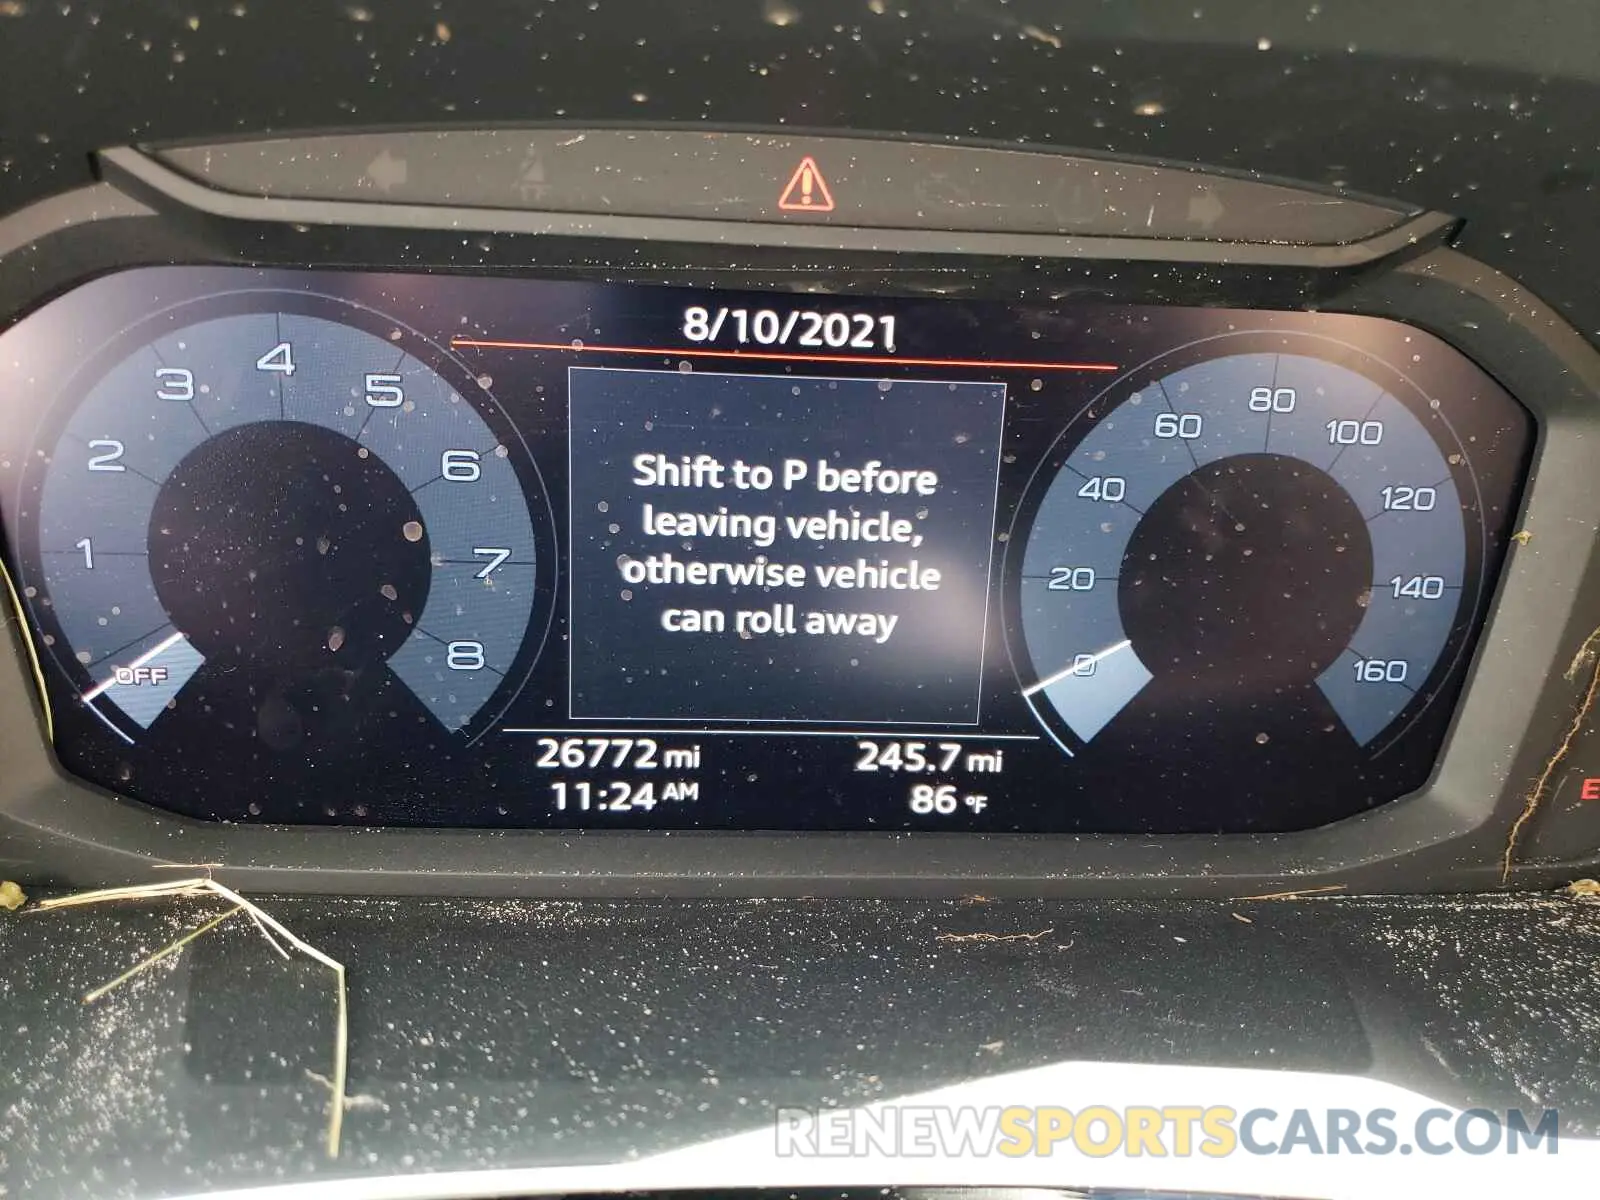 8/10/2021
Shift to P before
leaving vehicle,
otherwise vehicle
can roll away
OFF
1
2
3
4
5
6
7
8
0
20
40
60
80
100
120
140
160
26772 mi
245.7 mi
11:24 AM
86 °F
E
RENEWSPORTSCARS.COM